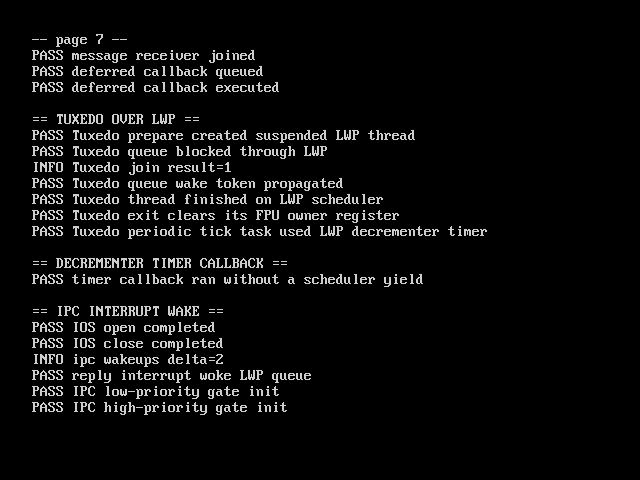 -- page 7 --
PASS message receiver joined
PASS deferred callback queued
PASS deferred callback executed
== TUXEDO OVER LWP ==
PASS Tuxedo prepare created suspended LWP thread
PASS Tuxedo queue blocked through LWP
INFO Tuxedo join result=1
PASS Tuxedo queue wake token propagated
PASS Tuxedo thread finished on LWP scheduler
PASS Tuxedo exit clears its FPU owner register
PASS Tuxedo periodic tick task used LWP decrementer timer
== DECREMENTER TIMER CALLBACK ==
PASS timer callback ran without a scheduler yield
== IPC INTERRUPT WAKE ==
PASS IOS open completed
PASS IOS close completed
INFO ipc wakeups delta=2
PASS reply interrupt woke LWP queue
PASS IPC low-priority gate init
PASS IPC high-priority gate init